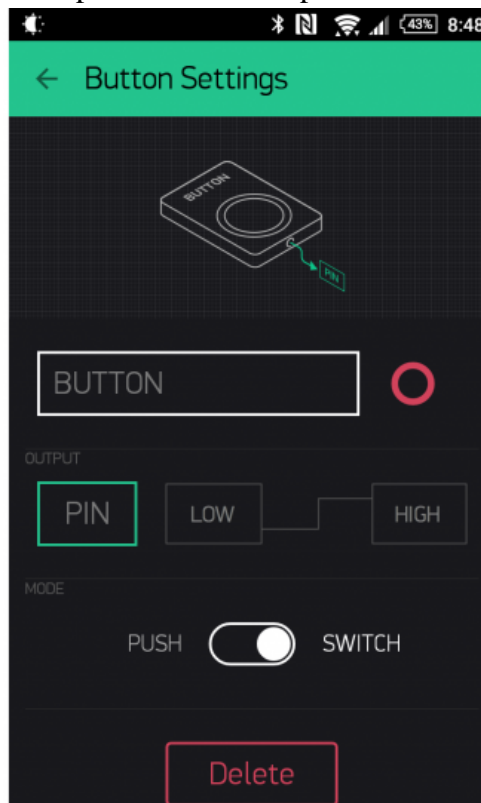 43% 8:48
Button Settings
BUTTON
PIN
BUTTON
OUTPUT
PIN LOW HIGH
MODE
PUSH SWITCH
Delete